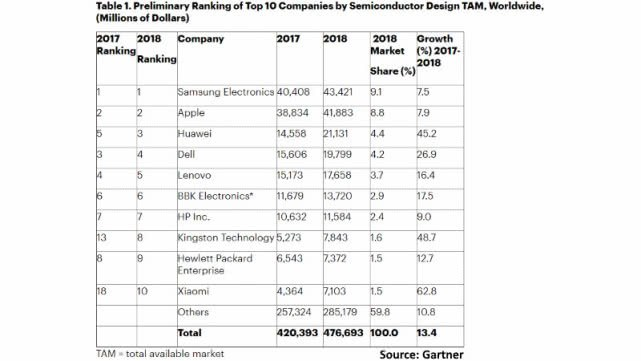 Table 1. Preliminary Ranking of Top 10 Companies by Semiconductor Design TAM, Worldwide,
(Millions of Dollars)
2017 Ranking 2018 Ranking Company 2017 2018 2018 Market Share (%) Growth (%) 2017-2018
1 1 Samsung Electronics 40,408 43,421 9.1 7.5
2 2 Apple 38,834 41,883 8.8 7.9
5 3 Huawei 14,558 21,131 4.4 45.2
3 4 Dell 15,606 19,799 4.2 26.9
4 5 Lenovo 15,173 17,658 3.7 16.4
6 6 BBK Electronics* 11,679 13,720 2.9 17.5
7 7 HP Inc. 10,632 11,584 2.4 9.0
13 8 Kingston Technology 5,273 7,843 1.6 48.7
8 9 Hewlett Packard Enterprise 6,543 7,372 1.5 12.7
18 10 Xiaomi 4,364 7,103 1.5 62.8
Others 257,324 285,179 59.8 10.8
Total 420,393 476,693 100.0 13.4
TAM = total available market
Source: Gartner